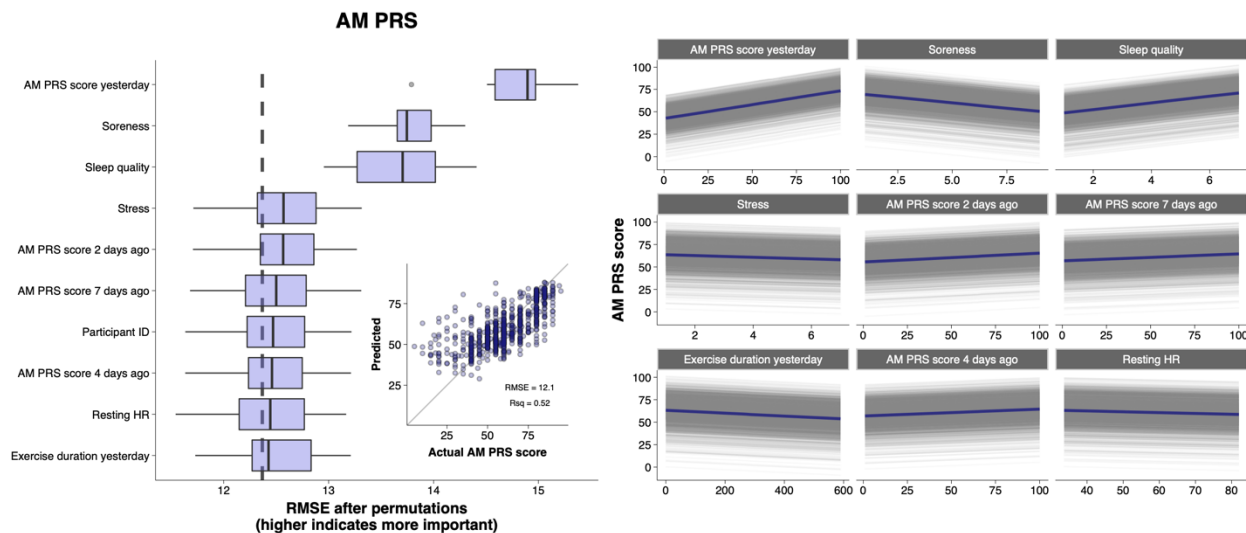 AM PRS
AM PRS score yesterday
Soreness
Sleep quality
Stress
AM PRS score 2 days ago
AM PRS score 7 days ago
Participant ID
AM PRS score 4 days ago
Resting HR
Exercise duration yesterday
12 13 14 15
RMSE after permutations
(higher indicates more important)
Predicted
75
50
25
RMSE = 12.1
Rsq = 0.52
25 50 75
Actual AM PRS score
AM PRS score
AM PRS score yesterday Soreness Sleep quality
100
75
50
25
0
0 25 50 75 100 2.5 5.0 7.5 2 4 6
Stress AM PRS score 2 days ago AM PRS score 7 days ago
100
75
50
25
0
2 4 6 0 25 50 75 100 0 25 50 75 100
Exercise duration yesterday AM PRS score 4 days ago Resting HR
100
75
50
25
0
0 200 400 600 0 25 50 75 100 40 50 60 70 80